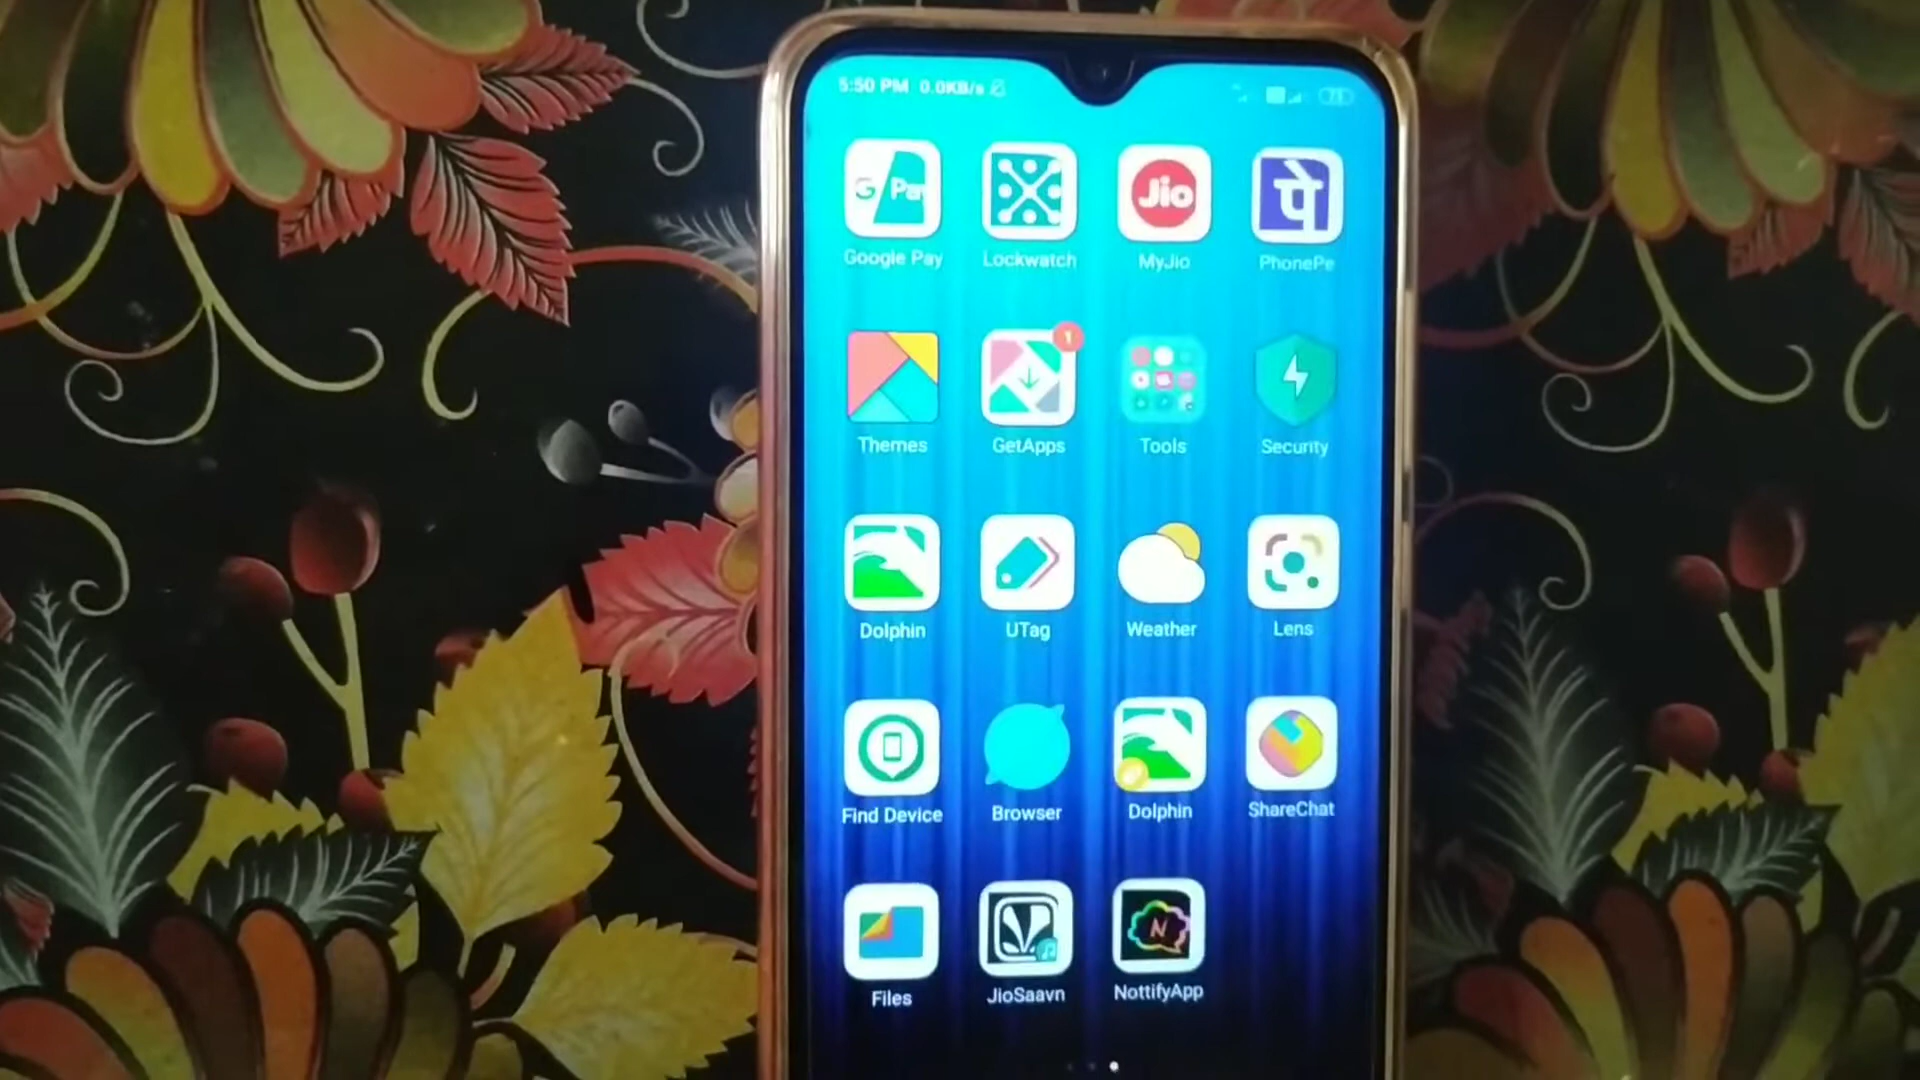 5:50 PM 0.0KB/s
G Pay
Jio
पे
Google Pay Lockwatch MyJio PhonePe
1
Themes GetApps Tools Security
Dolphin UTag Weather Lens
Find Device Browser Dolphin ShareChat
N
Files JioSaavn NottifyApp